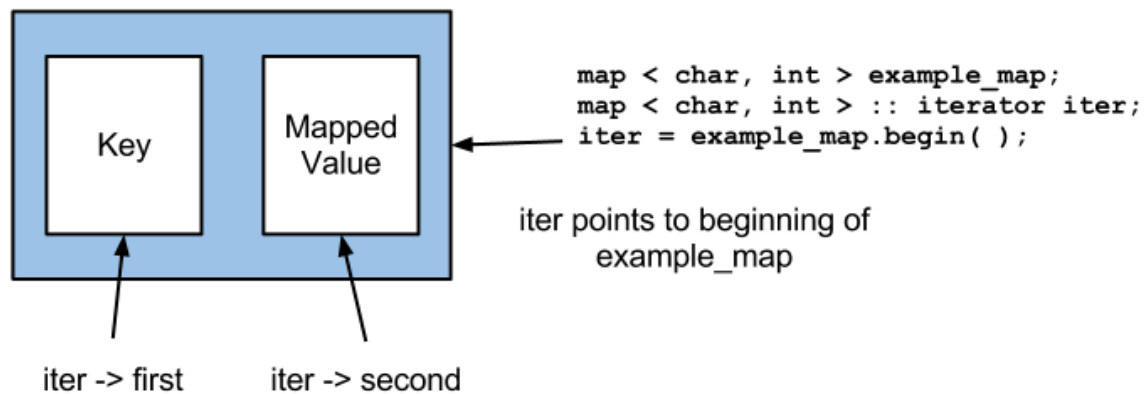 Key
Mapped
Value
map < char, int > example_map;
map < char, int > :: iterator iter;
iter = example_map.begin( );
iter points to beginning of
example_map
iter -> first
iter -> second